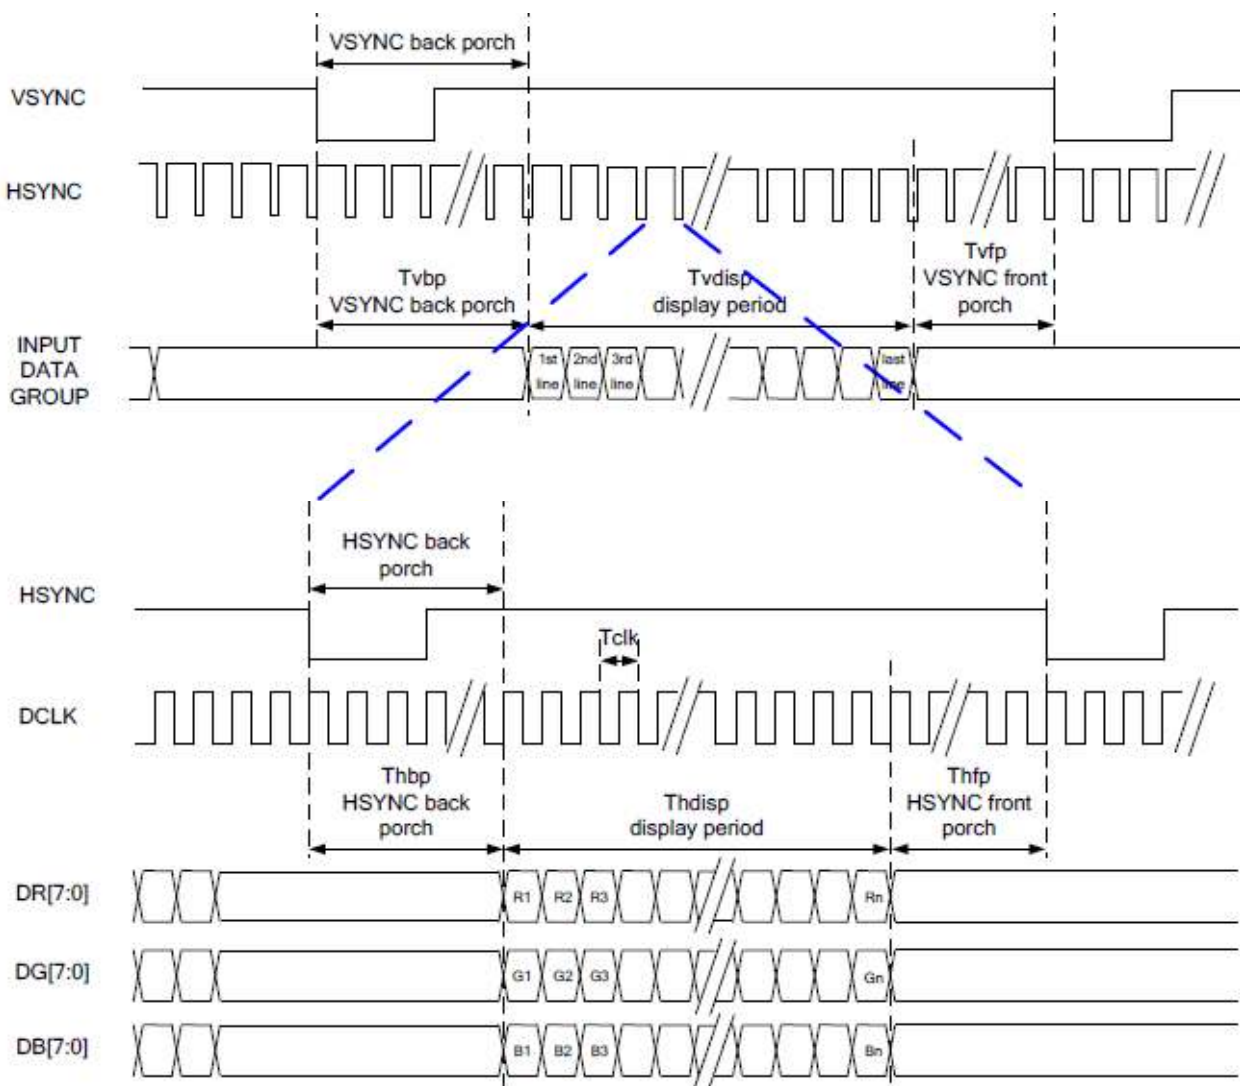 VSYNC back porch
VSYNC
HSYNC
Tvbp
VSYNC back porch
Tvdisp
display period
Tvfp
VSYNC front
porch
INPUT
DATA
GROUP
1st
line
2nd
line
3rd
line
last
line
HSYNC back
porch
HSYNC
Tclk
DCLK
Thbp
HSYNC back
porch
Thdisp
display period
Thfp
HSYNC front
porch
DR[7:0] R1 R2 R3 Rn
DG[7:0] G1 G2 G3 Gn
DB[7:0] B1 B2 B3 Bn